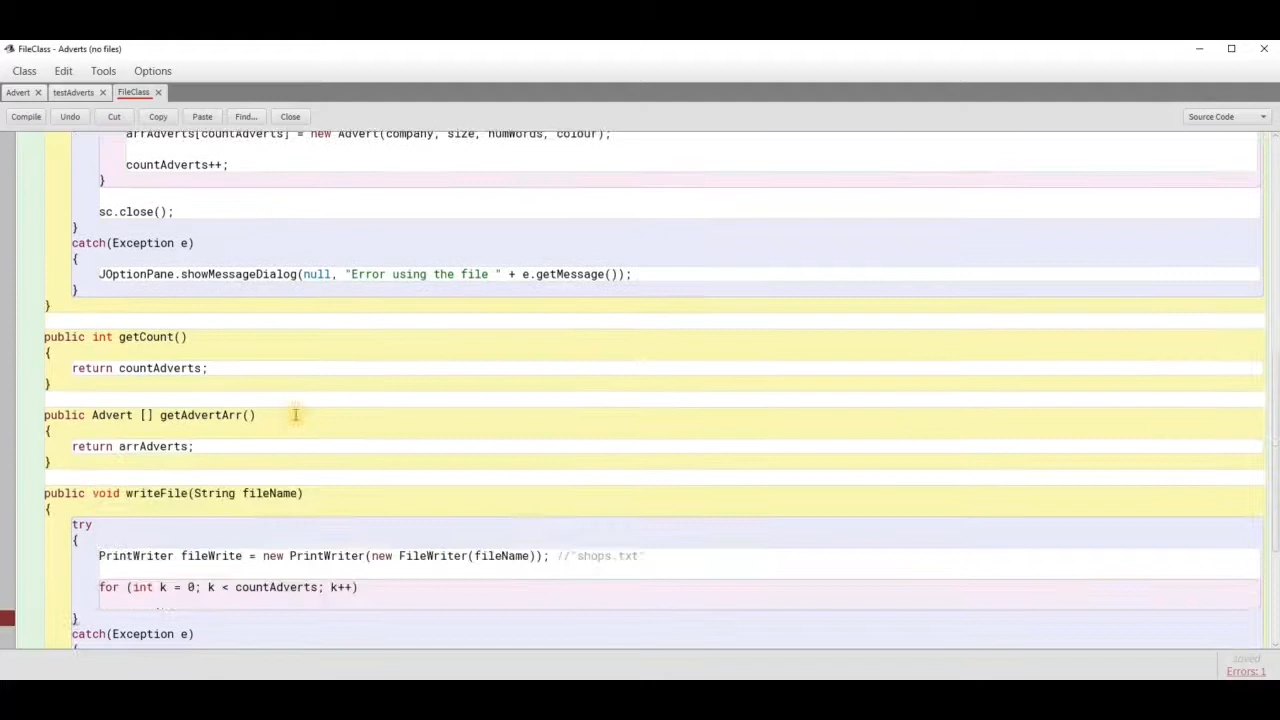 FileClass - Adverts (no files)
Class Edit Tools Options
Advert testAdverts FileClass
Compile Undo Cut Copy Paste Find... Close Source Code
arrAdverts[countAdverts] = new Advert(company, size, numWords, colour);
countAdverts++;
}
sc.close();
}
catch(Exception e)
{
JOptionPane.showMessageDialog(null, "Error using the file " + e.getMessage());
}
}
public int getCount()
{
return countAdverts;
}
public Advert [] getAdvertArr()
{
return arrAdverts;
}
public void writeFile(String fileName)
{
try
{
PrintWriter fileWrite = new PrintWriter(new FileWriter(fileName)); //"shops.txt"
for (int k = 0; k < countAdverts; k++)
}
catch(Exception e)
saved
Errors: 1